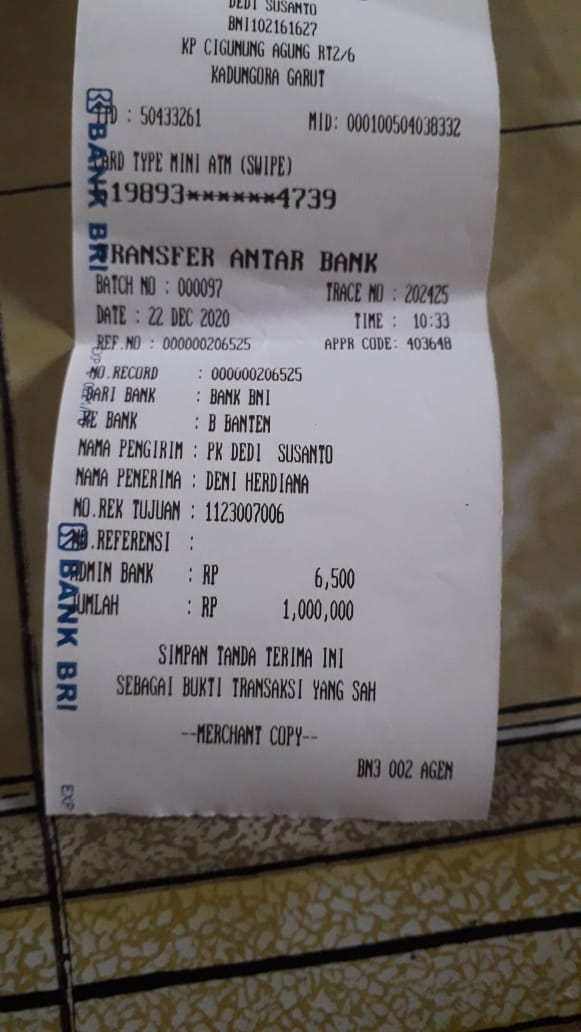 DEDI SUSANTO
BNI102161627
KP CIGUNUNG AGUNG RT2/6
KADUNGORA GARUT
: 50433261 MID: 000100504038332
CARD TYPE MINI ATM (SWIPE)
19893******4739
TRANSFER ANTAR BANK
BATCH NO : 000097 TRACE NO : 202425
DATE : 22 DEC 2020 TIME : 10:33
REF.NO : 000000206525 APPR CODE: 403648
NO.RECORD : 000000206525
DARI BANK : BANK BNI
KE BANK : B BANTEN
NAMA PENGIRIM : PK DEDI SUSANTO
NAMA PENERIMA : DENI HERDIANA
NO.REK TUJUAN : 1123007006
NO.REFERENSI :
ADMIN BANK : RP 6,500
JUMLAH : RP 1,000,000
SIMPAN TANDA TERIMA INI
SEBAGAI BUKTI TRANSAKSI YANG SAH
--MERCHANT COPY--
BN3 002 AGEN
BANK BRI
EXP
BANK BRI
EXP